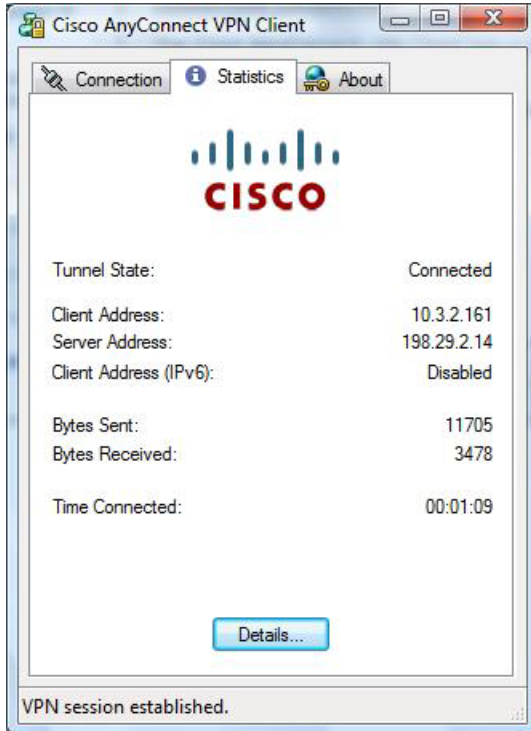 Cisco AnyConnect VPN Client
Connection Statistics About
CISCO
Tunnel State: Connected
Client Address: 10.3.2.161
Server Address: 198.29.2.14
Client Address (IPv6): Disabled
Bytes Sent: 11705
Bytes Received: 3478
Time Connected: 00:01:09
Details...
VPN session established.